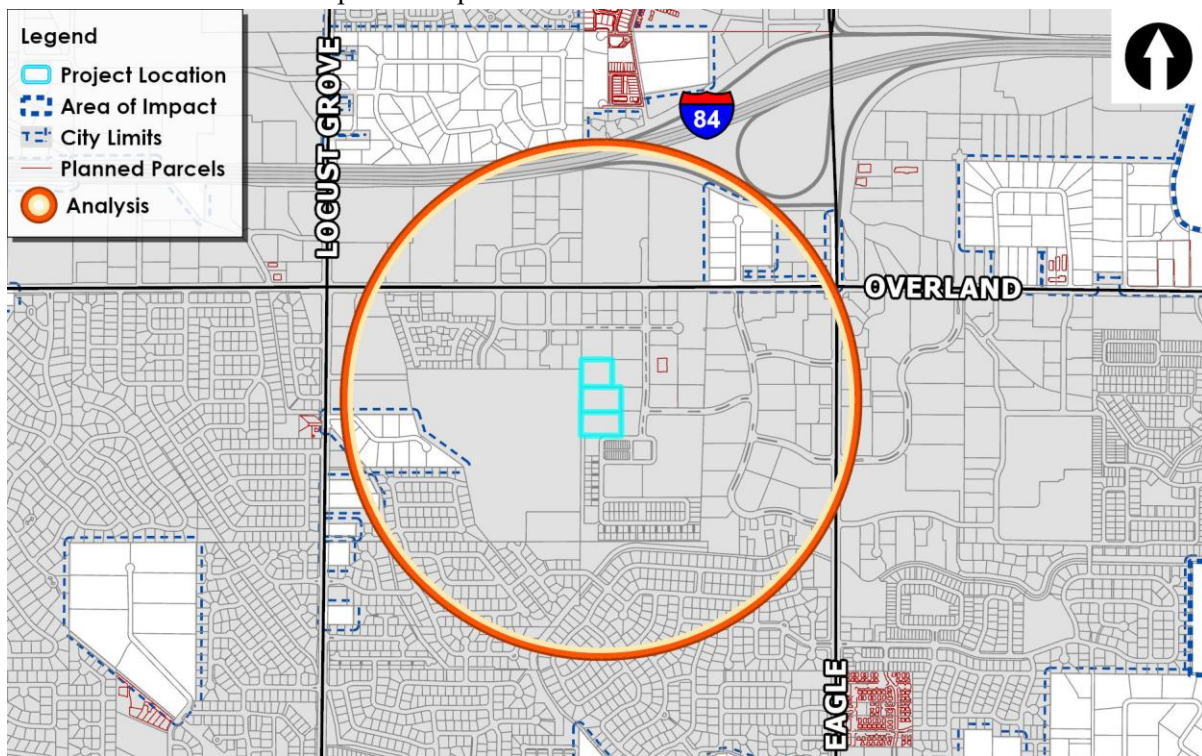 Legend
Project Location
Area of Impact
City Limits
Planned Parcels
Analysis
LOCUST GROVE
84
OVERLAND
EAGLE